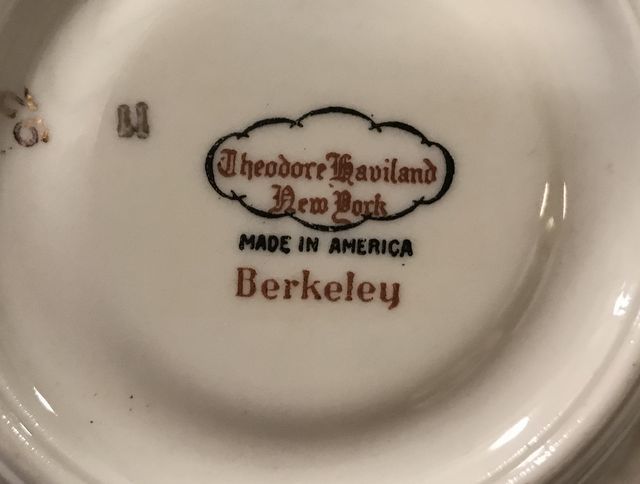 Theodore Haviland
New York
MADE IN AMERICA
Berkeley